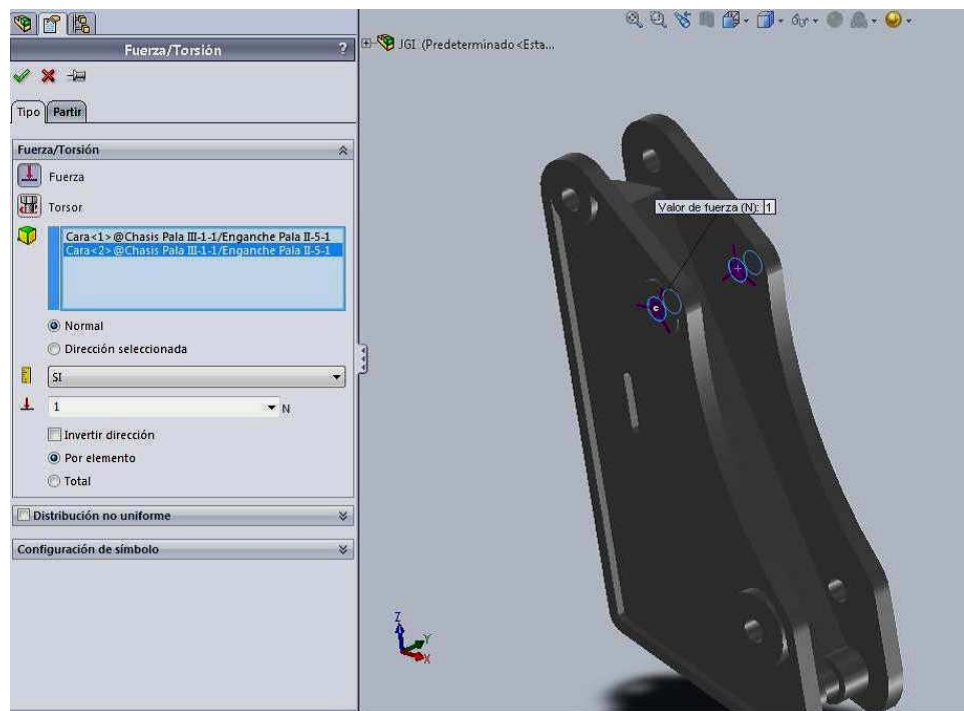 Fuerza/Torsión ?
JGI (Predeterminado<Esta...
Tipo Partir
Fuerza/Torsión
Fuerza
Torsor
Cara<1>@Chasis Pala III-1-1/Enganche Pala II-5-1
Cara<2>@Chasis Pala III-1-1/Enganche Pala II-5-1
Valor de fuerza (N): 1
Normal
Dirección seleccionada
SI
1 N
Invertir dirección
Por elemento
Total
Distribución no uniforme
Configuración de símbolo
Z
Y
X